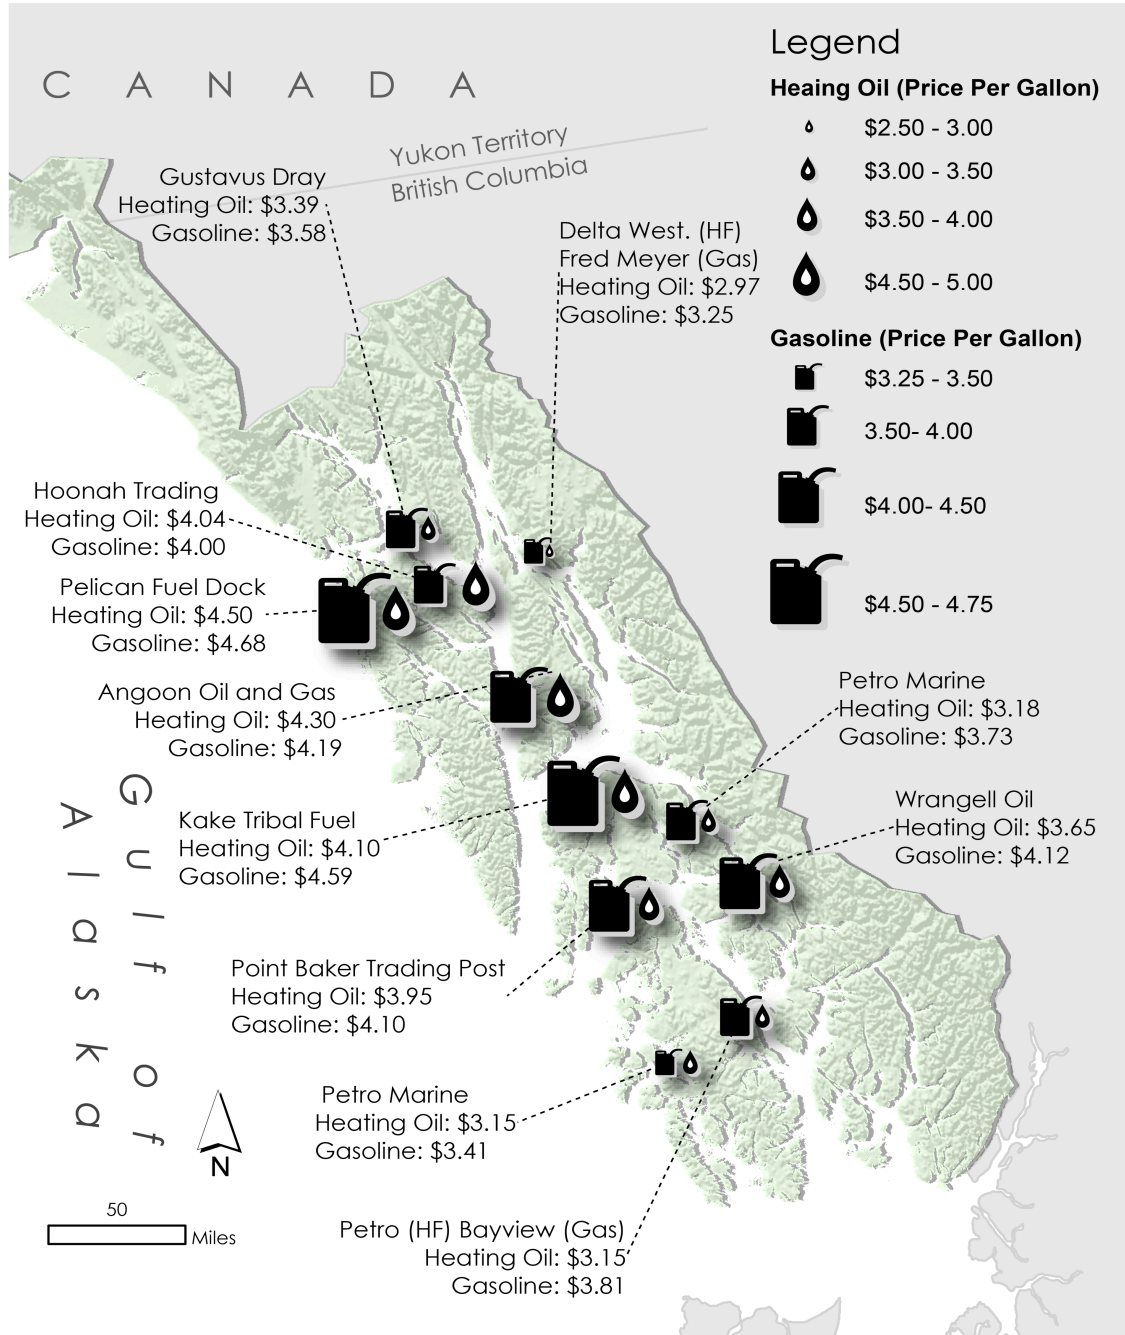 C A N A D A
Yukon Territory
British Columbia
Legend
Heaing Oil (Price Per Gallon)
$2.50 - 3.00
$3.00 - 3.50
$3.50 - 4.00
$4.50 - 5.00
Gasoline (Price Per Gallon)
$3.25 - 3.50
3.50- 4.00
$4.00- 4.50
$4.50 - 4.75
Gustavus Dray
Heating Oil: $3.39
Gasoline: $3.58
Delta West. (HF)
Fred Meyer (Gas)
Heating Oil: $2.97
Gasoline: $3.25
Hoonah Trading
Heating Oil: $4.04
Gasoline: $4.00
Pelican Fuel Dock
Heating Oil: $4.50
Gasoline: $4.68
Angoon Oil and Gas
Heating Oil: $4.30
Gasoline: $4.19
Petro Marine
Heating Oil: $3.18
Gasoline: $3.73
Kake Tribal Fuel
Heating Oil: $4.10
Gasoline: $4.59
Wrangell Oil
Heating Oil: $3.65
Gasoline: $4.12
Gulf of
Alaska
Point Baker Trading Post
Heating Oil: $3.95
Gasoline: $4.10
Petro Marine
Heating Oil: $3.15
Gasoline: $3.41
Petro (HF) Bayview (Gas)
Heating Oil: $3.15
Gasoline: $3.81
N
50
Miles